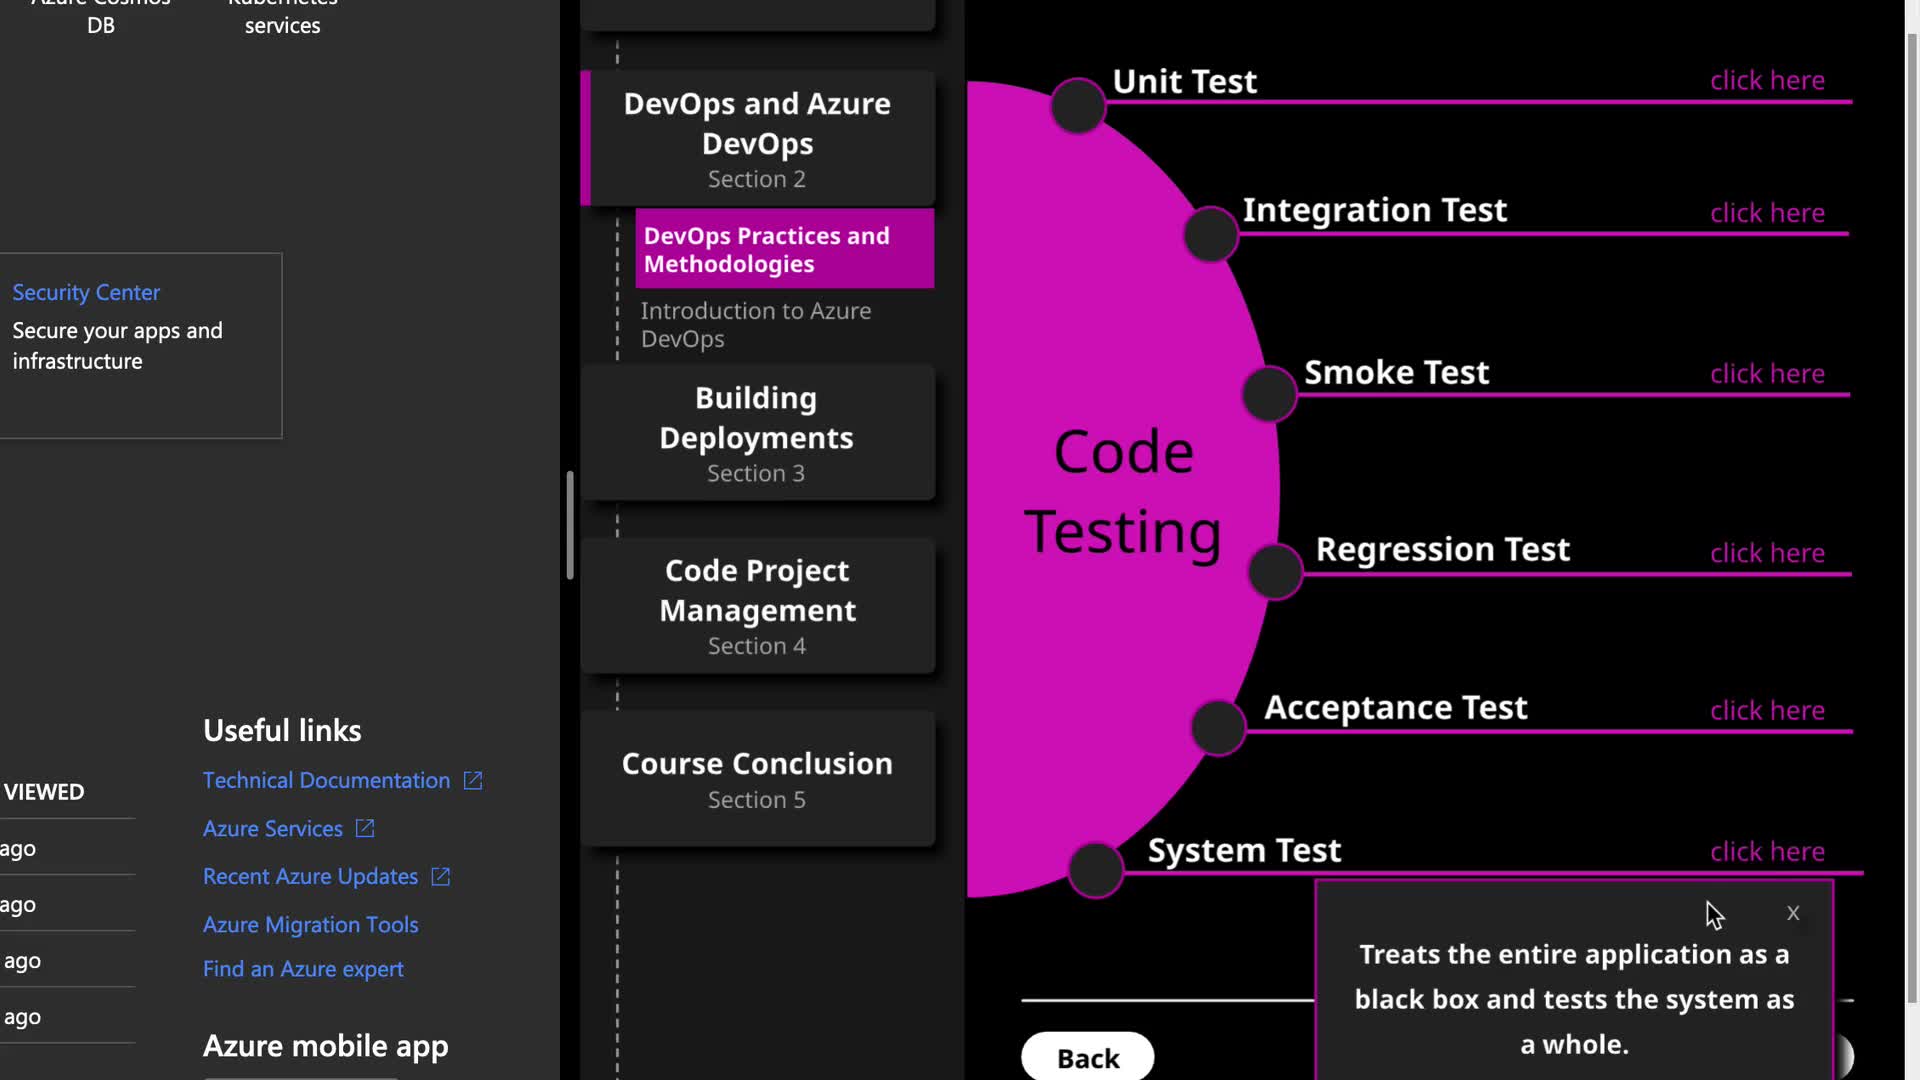 Azure Cosmos
DB
Kubernetes
services
Security Center
Secure your apps and
infrastructure
VIEWED
ago
ago
ago
ago
Useful links
Technical Documentation
Azure Services
Recent Azure Updates
Azure Migration Tools
Find an Azure expert
Azure mobile app
DevOps and Azure
DevOps
Section 2
DevOps Practices and
Methodologies
Introduction to Azure
DevOps
Building
Deployments
Section 3
Code Project
Management
Section 4
Course Conclusion
Section 5
Code
Testing
Unit Test click here
Integration Test click here
Smoke Test click here
Regression Test click here
Acceptance Test click here
System Test click here
X
Treats the entire application as a
black box and tests the system as
a whole.
Back